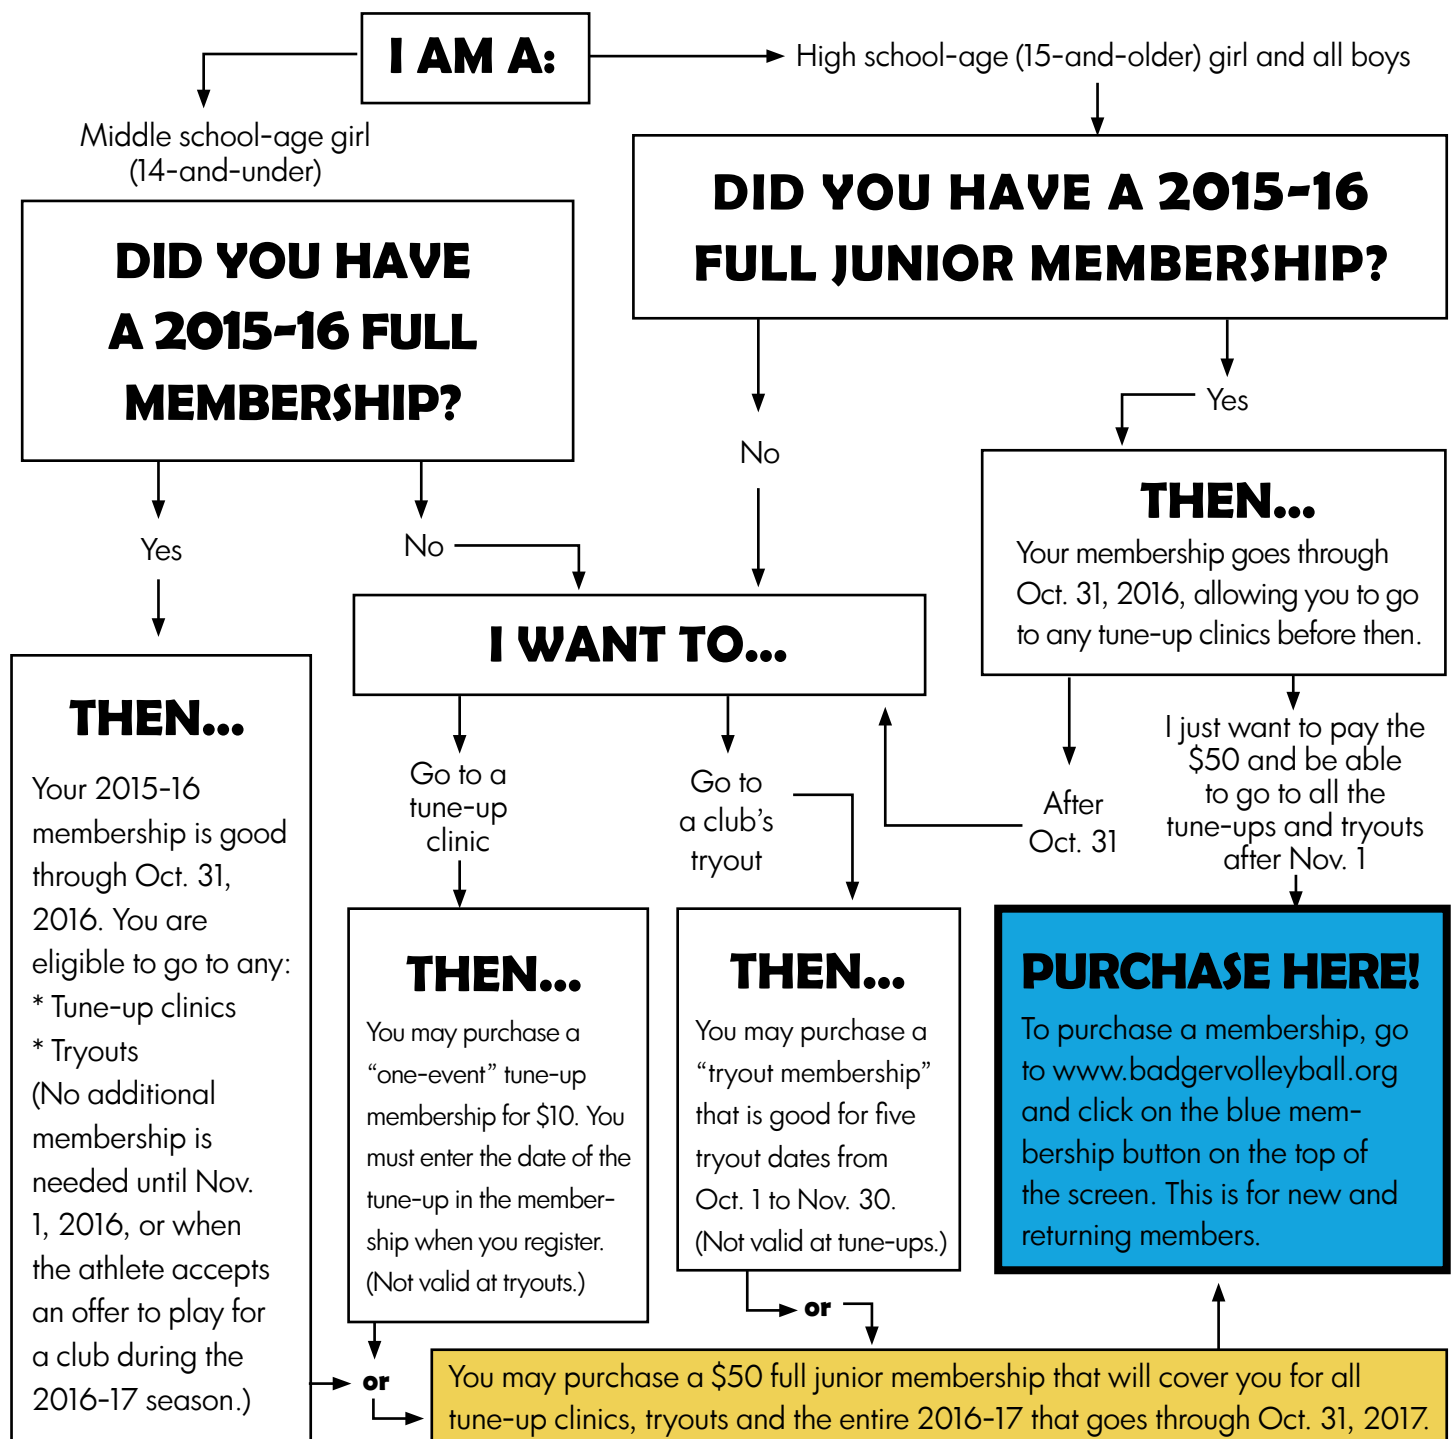 I AM A:
High school-age (15-and-older) girl and all boys
Middle school-age girl
(14-and-under)
DID YOU HAVE A 2015-16
FULL JUNIOR MEMBERSHIP?
DID YOU HAVE
A 2015-16 FULL
MEMBERSHIP?
Yes
No
No
Yes
THEN...
Your membership goes through
Oct. 31, 2016, allowing you to go
to any tune-up clinics before then.
I WANT TO...
THEN...
Your 2015-16
membership is good
through Oct. 31,
2016. You are
eligible to go to any:
* Tune-up clinics
* Tryouts
(No additional
membership is
needed until Nov.
1, 2016, or when
the athlete accepts
an offer to play for
a club during the
2016-17 season.)
Go to a
tune-up
clinic
Go to
a club's
tryout
After
Oct. 31
I just want to pay the
$50 and be able
to go to all the
tune-ups and tryouts
after Nov. 1
THEN...
You may purchase a
“one-event” tune-up
membership for $10. You
must enter the date of the
tune-up in the member-
ship when you register.
(Not valid at tryouts.)
THEN...
You may purchase a
“tryout membership”
that is good for five
tryout dates from
Oct. 1 to Nov. 30.
(Not valid at tune-ups.)
PURCHASE HERE!
To purchase a membership, go
to www.badgervolleyball.org
and click on the blue mem-
bership button on the top of
the screen. This is for new and
returning members.
or
or
You may purchase a $50 full junior membership that will cover you for all
tune-up clinics, tryouts and the entire 2016-17 that goes through Oct. 31, 2017.